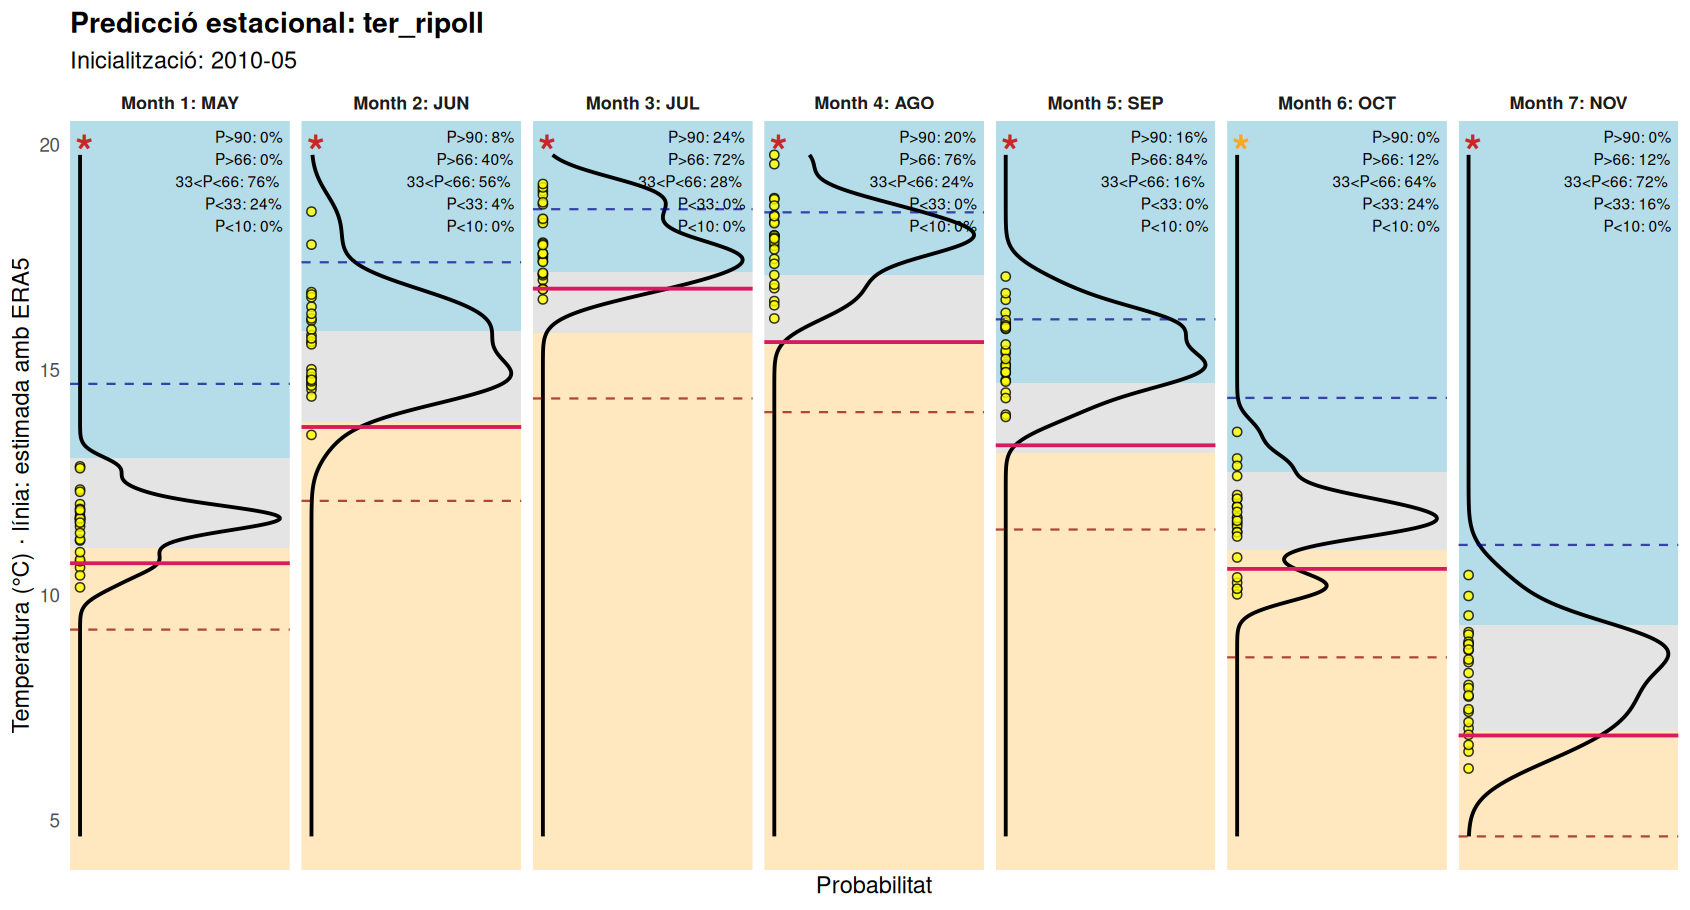 Predicció estacional: ter_ripoll
Inicialització: 2010-05
Month 1: MAY
Month 2: JUN
Month 3: JUL
Month 4: AGO
Month 5: SEP
Month 6: OCT
Month 7: NOV
*
P>90: 0%
P>66: 0%
33<P<66: 76%
P<33: 24%
P<10: 0%
*
P>90: 8%
P>66: 40%
33<P<66: 56%
P<33: 4%
P<10: 0%
*
P>90: 24%
P>66: 72%
33<P<66: 28%
P<33: 0%
P<10: 0%
*
P>90: 20%
P>66: 76%
33<P<66: 24%
P<33: 0%
P<10: 0%
*
P>90: 16%
P>66: 84%
33<P<66: 16%
P<33: 0%
P<10: 0%
*
P>90: 0%
P>66: 12%
33<P<66: 64%
P<33: 24%
P<10: 0%
*
P>90: 0%
P>66: 12%
33<P<66: 72%
P<33: 16%
P<10: 0%
20
15
10
5
Temperatura (°C) · línia: estimada amb ERA5
Probabilitat